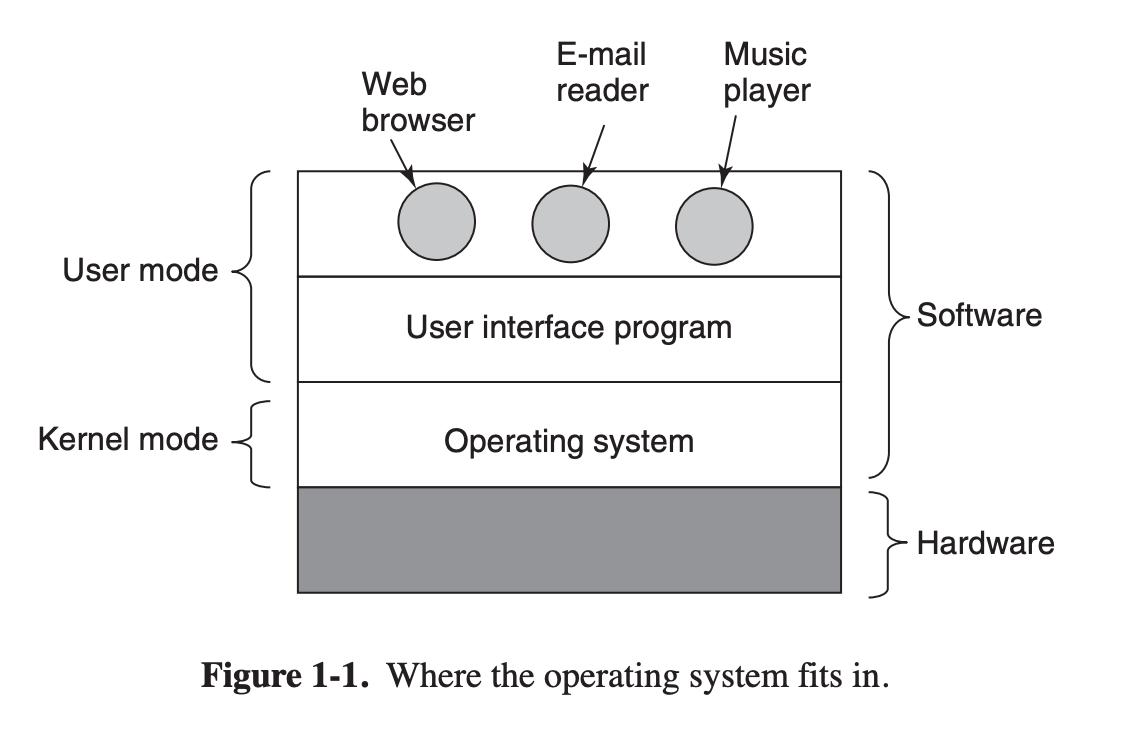 Web
browser
E-mail
reader
Music
player
User mode
User interface program
Software
Kernel mode
Operating system
Hardware
Figure 1-1. Where the operating system fits in.